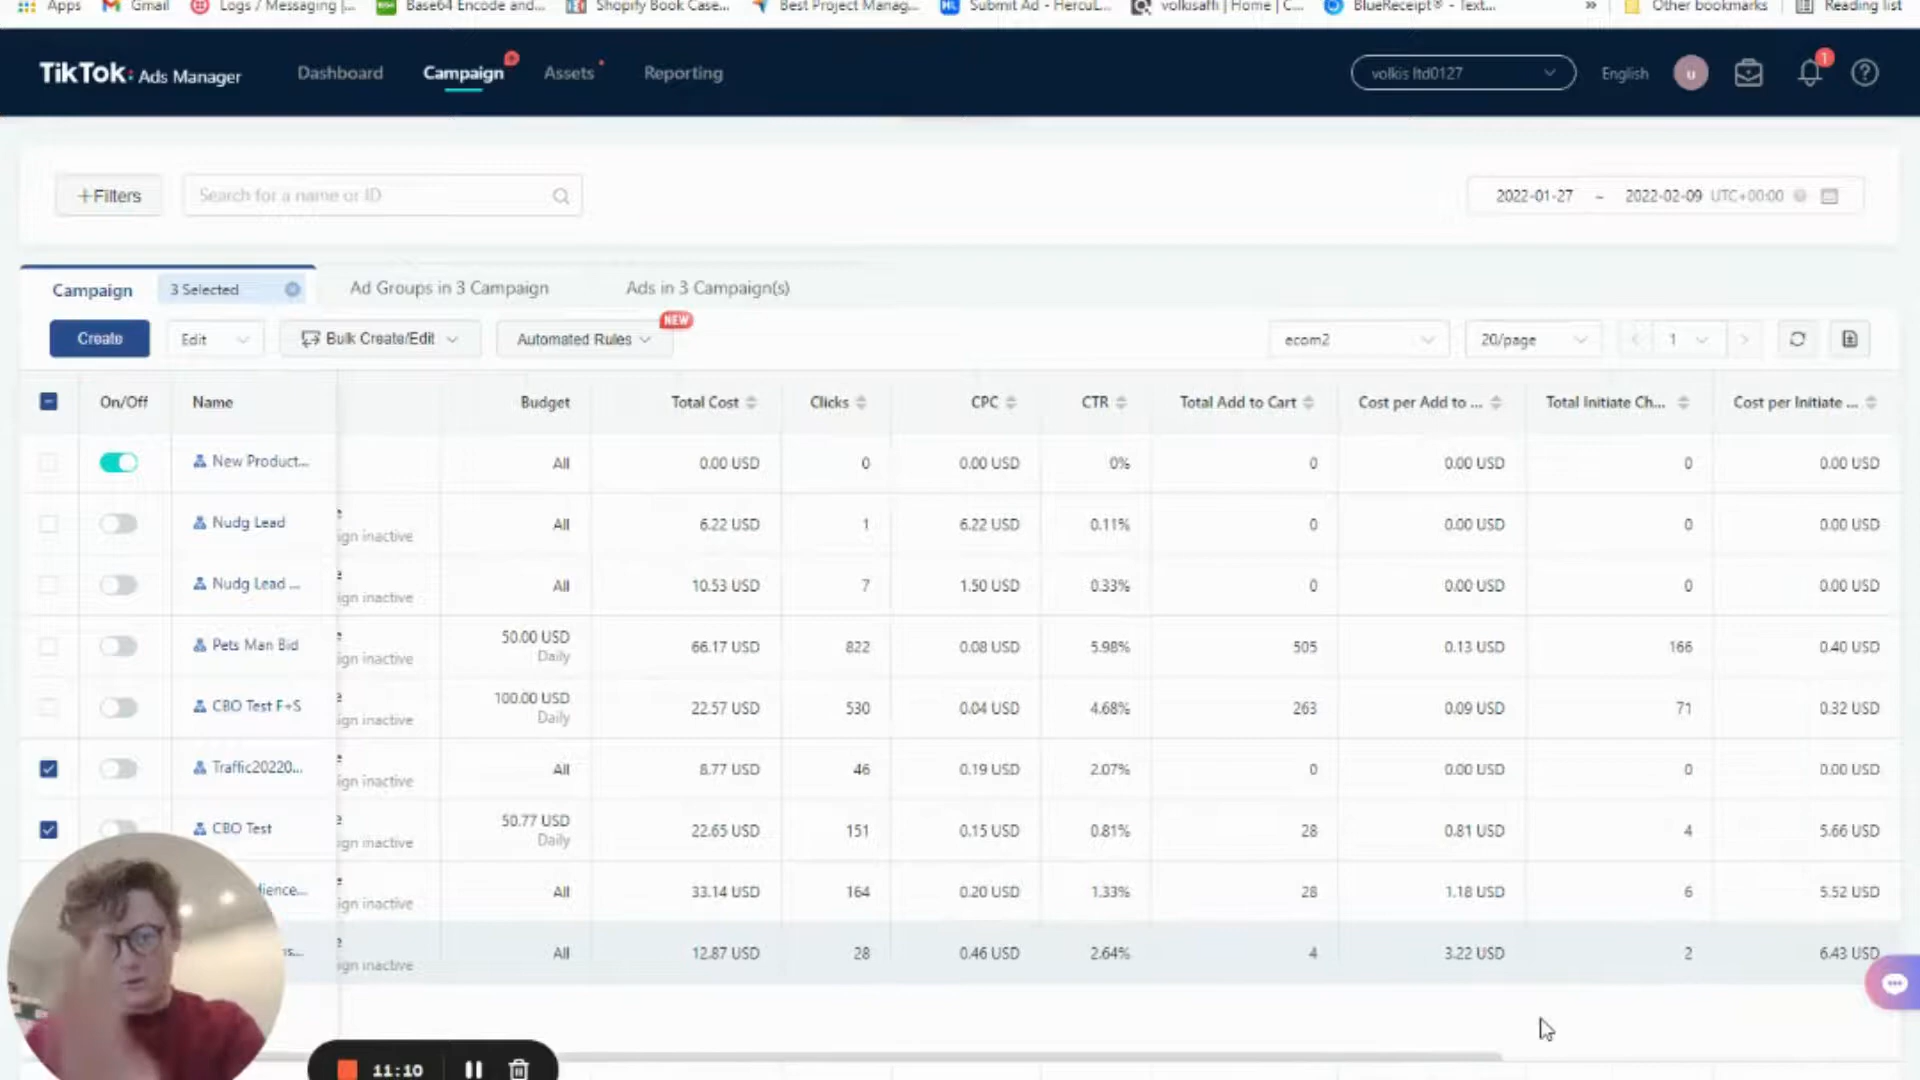 Apps Gmail Logs / Messaging |... Base64 Encode and... Shopify Book Case... Best Project Manag... Submit Ad - HercuL... volkisaffi | Home | C... BlueReceipt® - Text... » Other bookmarks Reading list
TikTok: Ads Manager Dashboard Campaign Assets Reporting volkis ltd0127 English u 1
+Filters Search for a name or ID 2022-01-27 ~ 2022-02-09 UTC+00:00
Campaign 3 Selected Ad Groups in 3 Campaign Ads in 3 Campaign(s)
NEW
Create Edit Bulk Create/Edit Automated Rules ecom2 20/page 1
On/Off Name Budget Total Cost Clicks CPC CTR Total Add to Cart Cost per Add to ... Total Initiate Ch... Cost per Initiate ...
New Product... All 0.00 USD 0 0.00 USD 0% 0 0.00 USD 0 0.00 USD
Nudg Lead All 6.22 USD 1 6.22 USD 0.11% 0 0.00 USD 0 0.00 USD
ign inactive
Nudg Lead ... All 10.53 USD 7 1.50 USD 0.33% 0 0.00 USD 0 0.00 USD
ign inactive
Pets Man Bid 50.00 USD 66.17 USD 822 0.08 USD 5.98% 505 0.13 USD 166 0.40 USD
ign inactive Daily
CBO Test F+S 100.00 USD 22.57 USD 530 0.04 USD 4.68% 263 0.09 USD 71 0.32 USD
ign inactive Daily
Traffic20220... All 8.77 USD 46 0.19 USD 2.07% 0 0.00 USD 0 0.00 USD
ign inactive
CBO Test 50.77 USD 22.65 USD 151 0.15 USD 0.81% 28 0.81 USD 4 5.66 USD
ign inactive Daily
dience... All 33.14 USD 164 0.20 USD 1.33% 28 1.18 USD 6 5.52 USD
ign inactive
s... All 12.87 USD 28 0.46 USD 2.64% 4 3.22 USD 2 6.43 USD
ign inactive
11:10